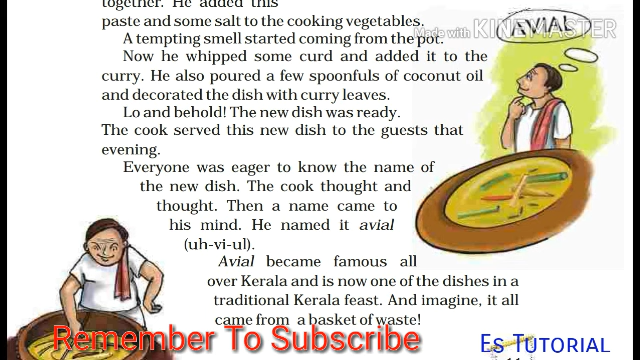 together. He added this
paste and some salt to the cooking vegetables.
A tempting smell started coming from the pot.
Now he whipped some curd and added it to the
curry. He also poured a few spoonfuls of coconut oil
and decorated the dish with curry leaves.
Lo and behold! The new dish was ready.
The cook served this new dish to the guests that
evening.
Everyone was eager to know the name of
the new dish. The cook thought and
thought. Then a name came to
his mind. He named it avial
(uh-vi-ul).
Avial became famous all
over Kerala and is now one of the dishes in a
traditional Kerala feast. And imagine, it all
came from a basket of waste!
AVIAL
Made with KINEMASTER
Remember To Subscribe
Es TUTORIAL